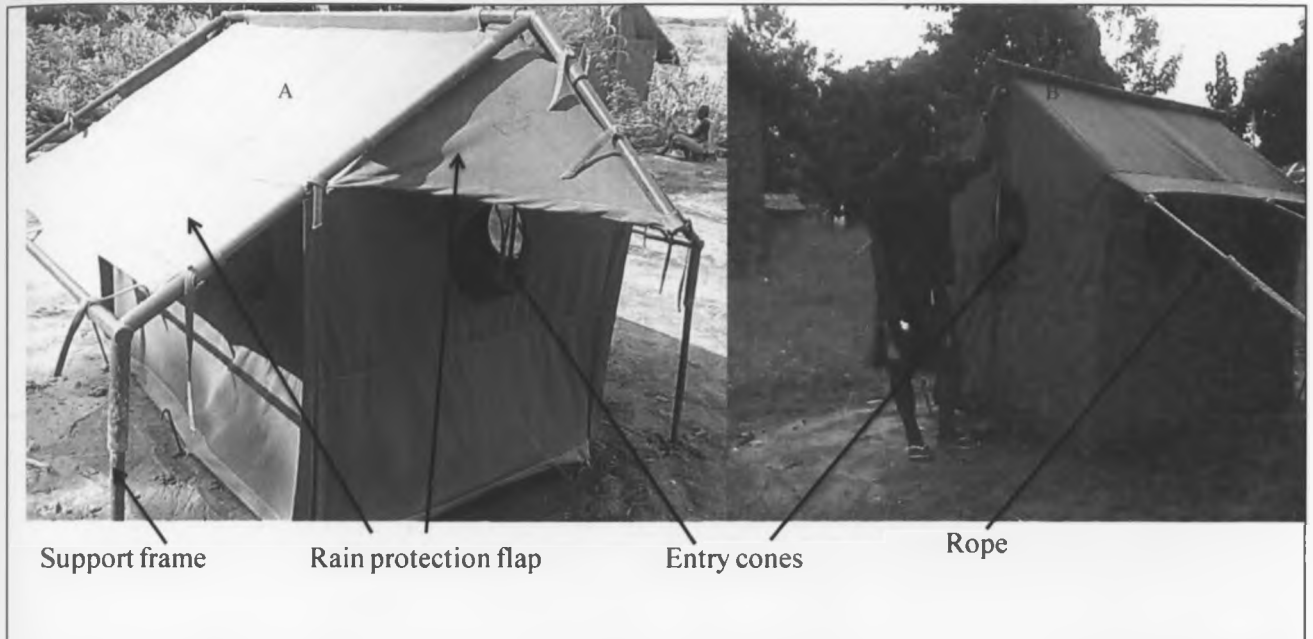 A
B
Support frame
Rain protection flap
Entry cones
Rope